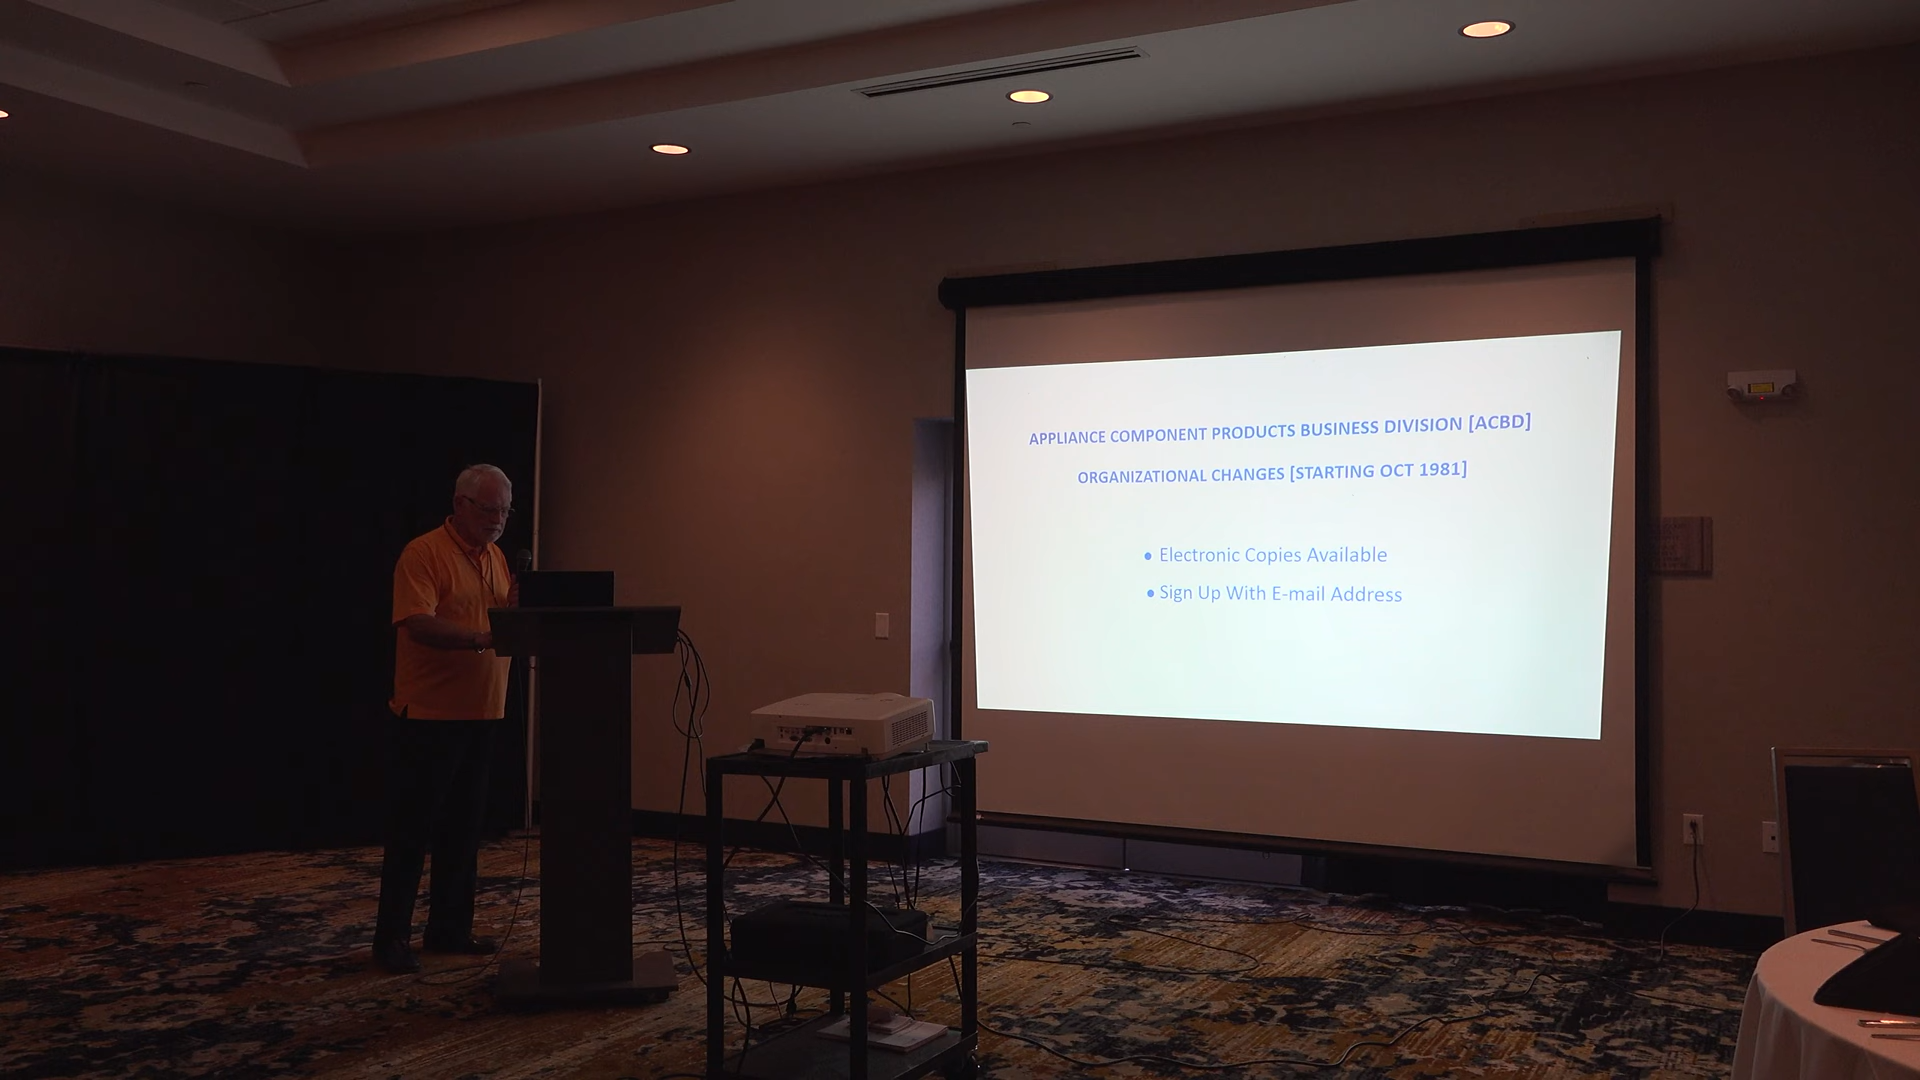 APPLIANCE COMPONENT PRODUCTS BUSINESS DIVISION [ACBD]
ORGANIZATIONAL CHANGES [STARTING OCT 1981]
• Electronic Copies Available
• Sign Up With E-mail Address